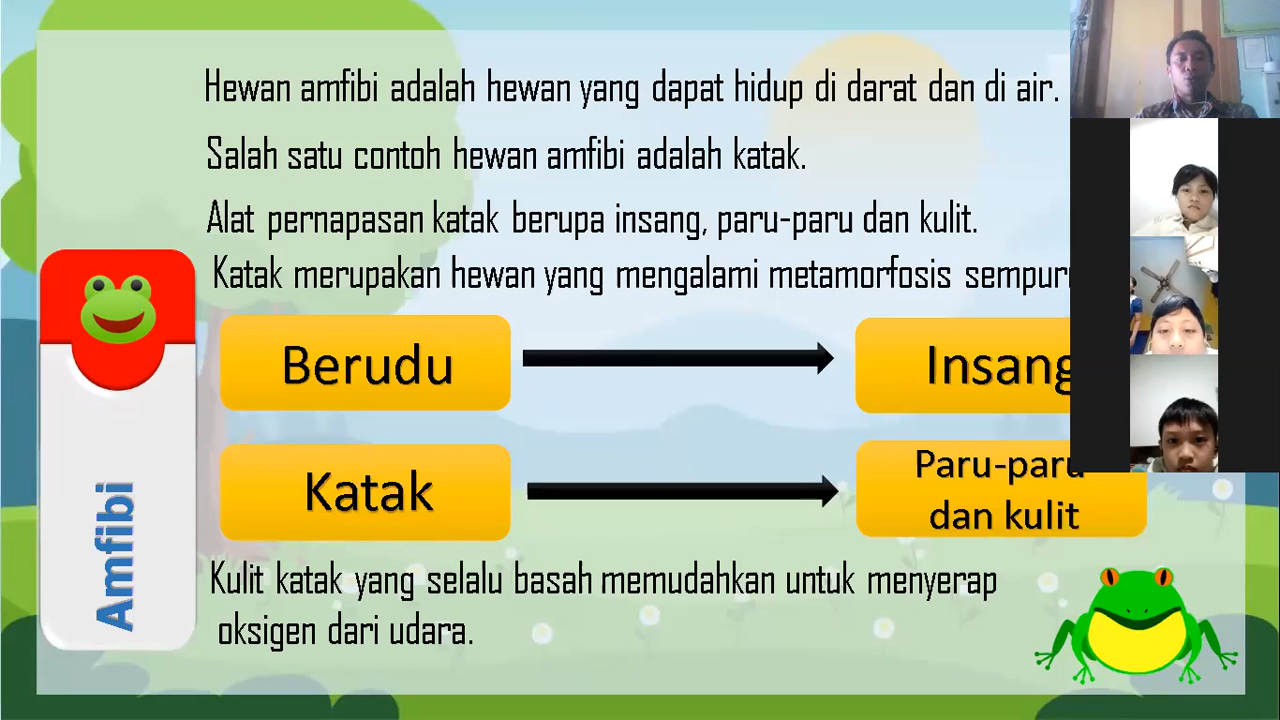 Hewan amfibi adalah hewan yang dapat hidup di darat dan di air.
Salah satu contoh hewan amfibi adalah katak.
Alat pernapasan katak berupa insang, paru-paru dan kulit.
Katak merupakan hewan yang mengalami metamorfosis
Berudu
Insang
Katak
Paru-paru
dan kulit
Amfibi
Kulit katak yang selalu basah memudahkan untuk menyerap
oksigen dari udara.